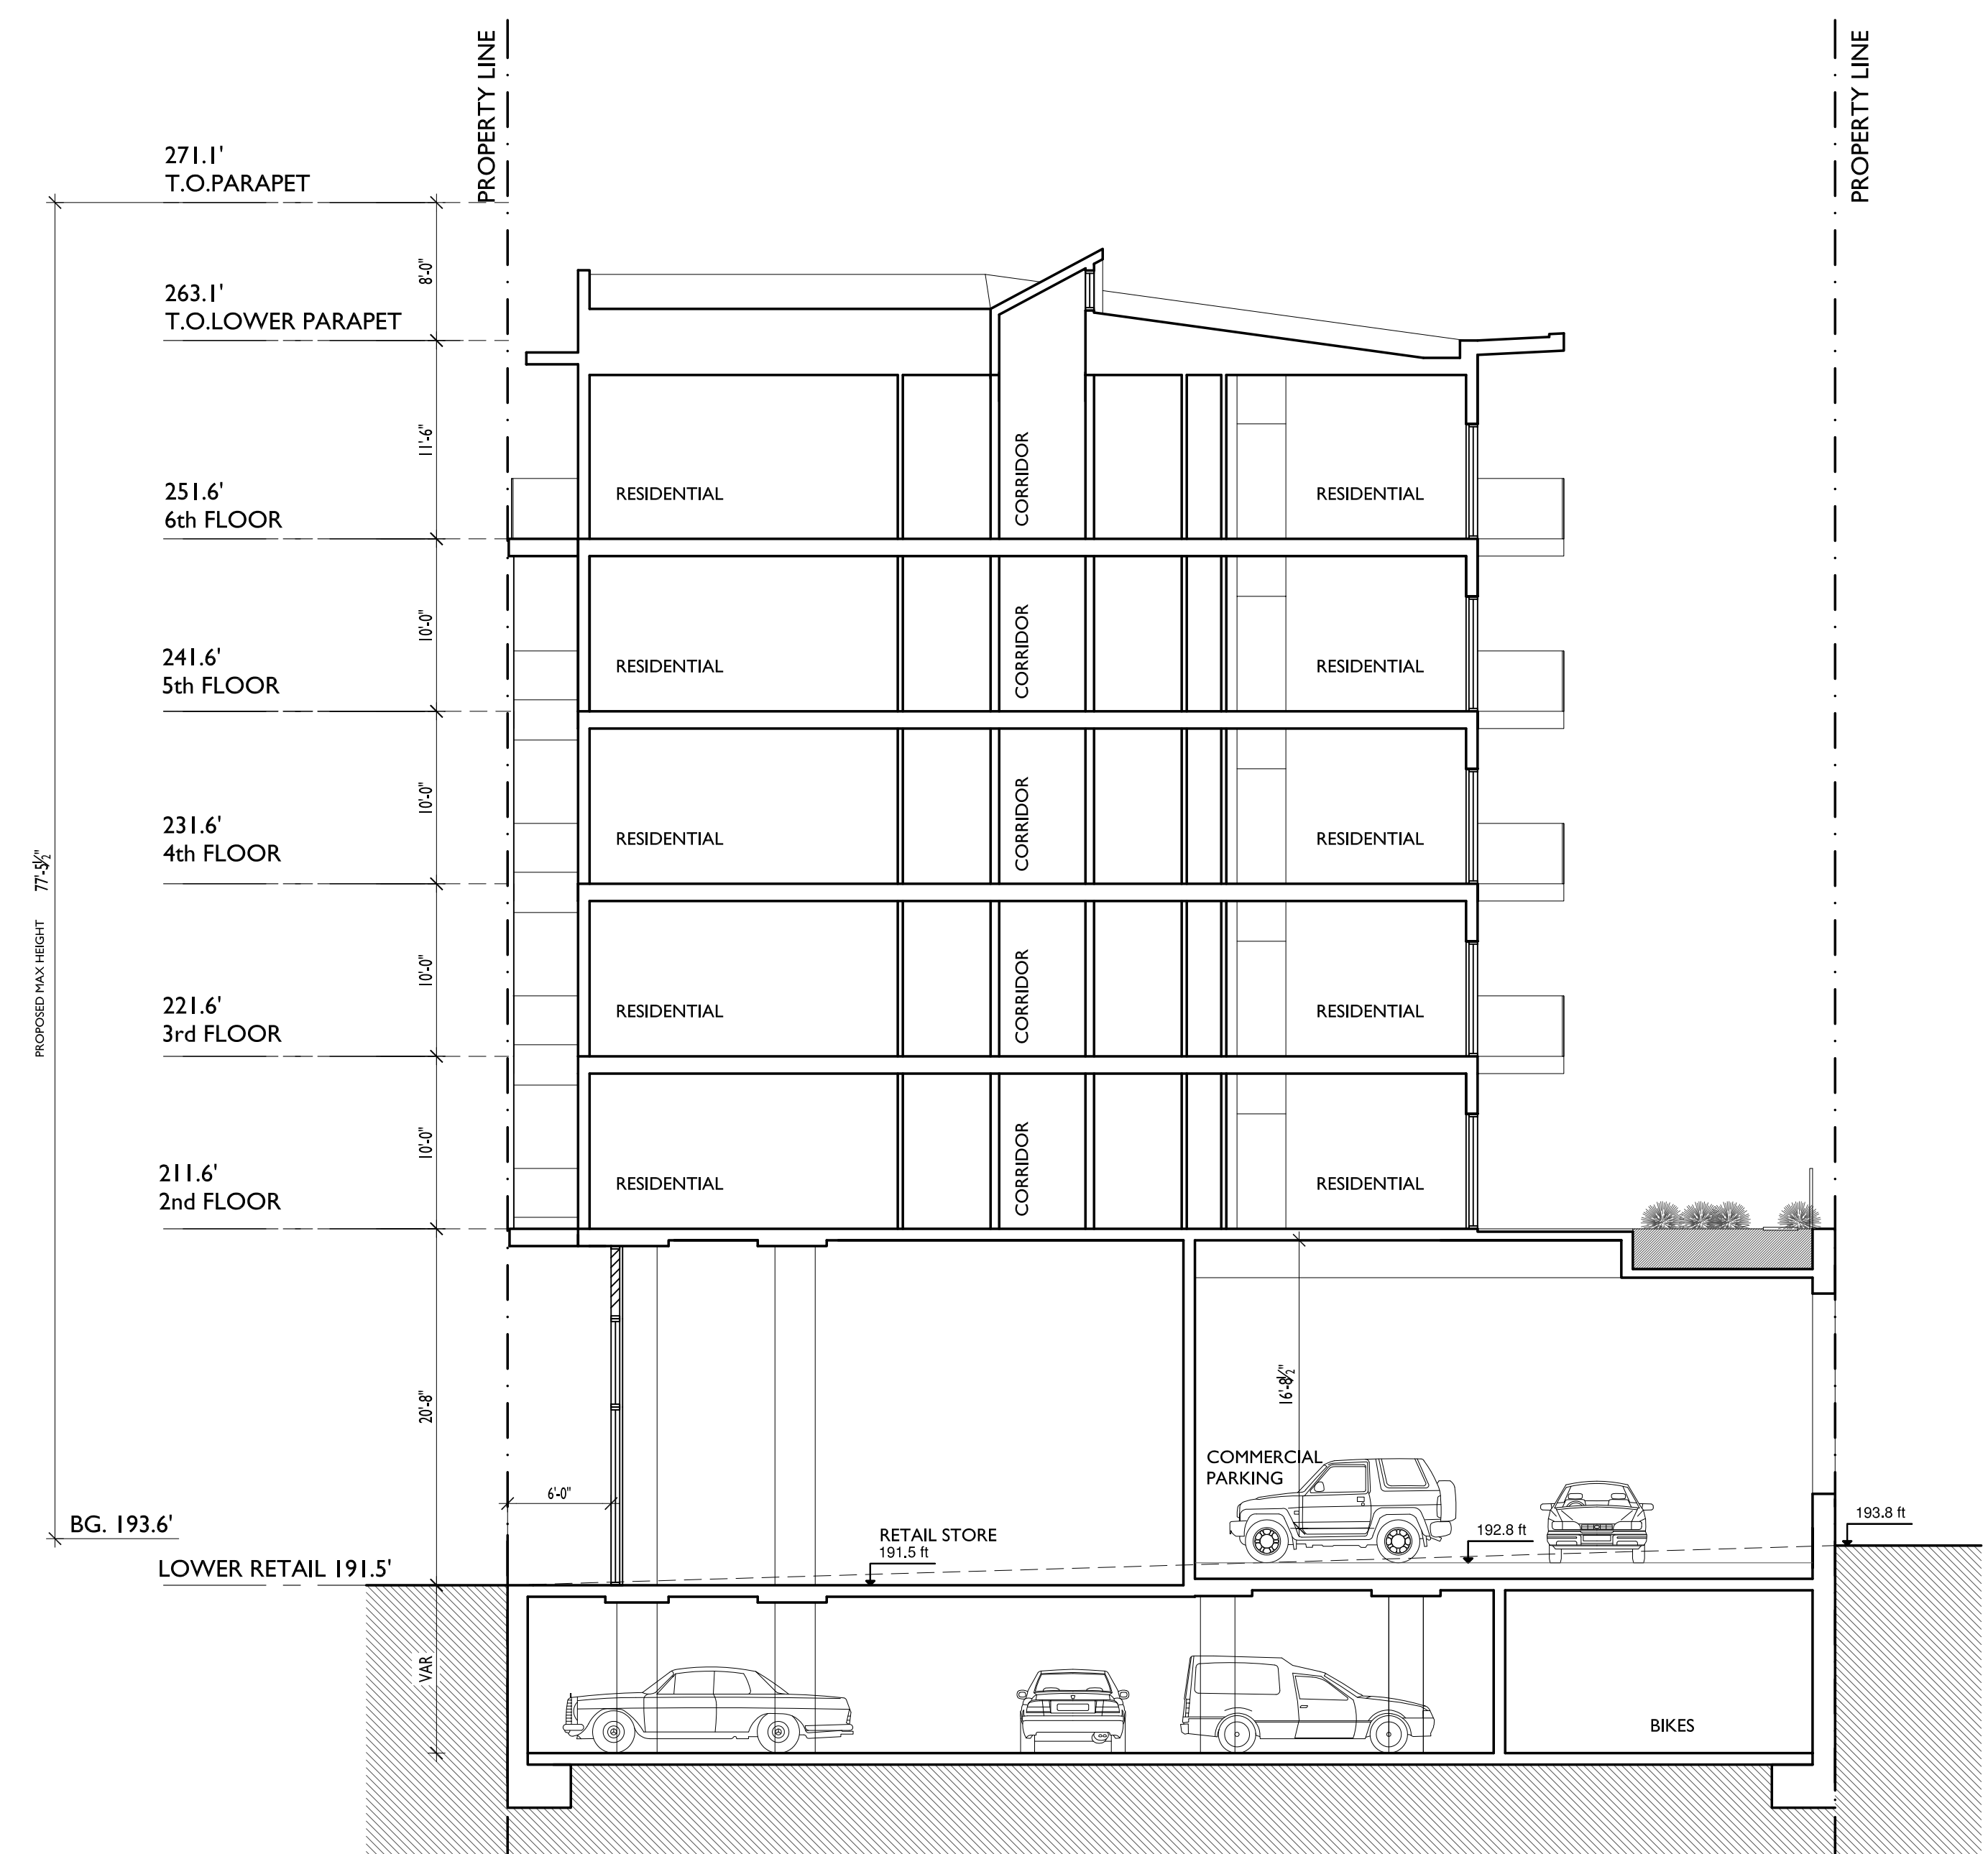 PROPERTY LINE
PROPERTY LINE
271.1'
T.O.PARAPET
8'-0"
263.1'
T.O.LOWER PARAPET
11'-6"
251.6'
6th FLOOR
RESIDENTIAL
CORRIDOR
RESIDENTIAL
10'-0"
241.6'
5th FLOOR
RESIDENTIAL
CORRIDOR
RESIDENTIAL
10'-0"
231.6'
4th FLOOR
RESIDENTIAL
CORRIDOR
RESIDENTIAL
PROPOSED MAX HEIGHT 77'-5½"
10'-0"
221.6'
3rd FLOOR
RESIDENTIAL
CORRIDOR
RESIDENTIAL
10'-0"
211.6'
2nd FLOOR
RESIDENTIAL
CORRIDOR
RESIDENTIAL
20'-8"
16'-8½"
COMMERCIAL
PARKING
6'-0"
BG. 193.6'
RETAIL STORE
191.5 ft
192.8 ft
193.8 ft
LOWER RETAIL 191.5'
VAR
BIKES